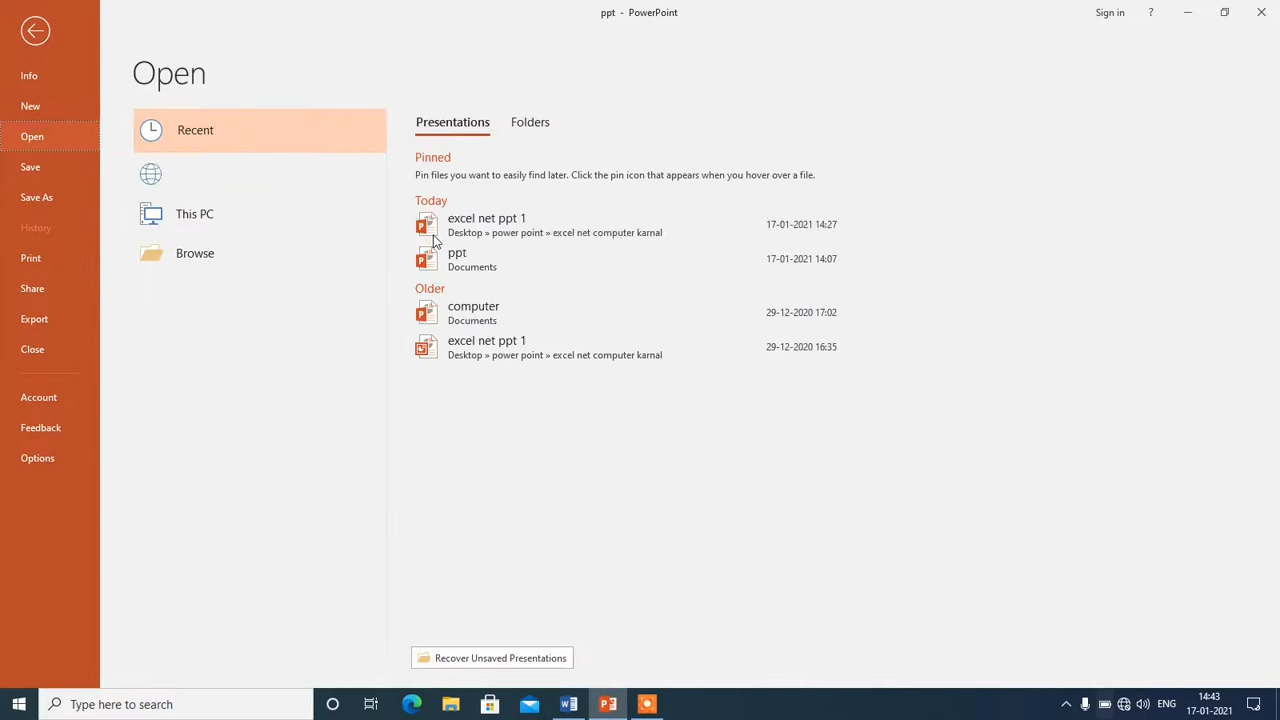 ppt - PowerPoint
Sign in
?
Open
Info
New
Open
Save
Save As
History
Print
Share
Export
Close
Account
Feedback
Options
Recent
This PC
Browse
Presentations
Folders
Pinned
Pin files you want to easily find later. Click the pin icon that appears when you hover over a file.
Today
excel net ppt 1
Desktop » power point » excel net computer karnal
17-01-2021 14:27
ppt
Documents
17-01-2021 14:07
Older
computer
Documents
29-12-2020 17:02
excel net ppt 1
Desktop » power point » excel net computer karnal
29-12-2020 16:35
Recover Unsaved Presentations
Type here to search
ENG
14:43
17-01-2021